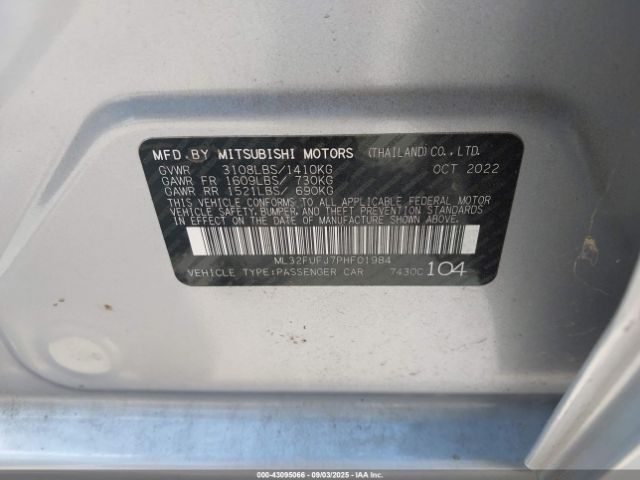 MFD.BY MITSUBISHI MOTORS (THAILAND)CO.,LTD.
GVWR 3108LBS/1410KG OCT 2022
GAWR FR 1609LBS/ 730KG
GAWR RR 1521LBS/ 690KG
THIS VEHICLE CONFORMS TO ALL APPLICABLE FEDERAL MOTOR
VEHICLE SAFETY, BUMPER, AND THEFT PREVENTION STANDARDS
IN EFFECT ON THE DATE OF MANUFACTURE SHOWN ABOVE.
ML32FUFJ7PHF01984
VEHICLE TYPE:PASSENGER CAR 7430C 104
000-43095066 - 09/03/2025 - IAAI.COM